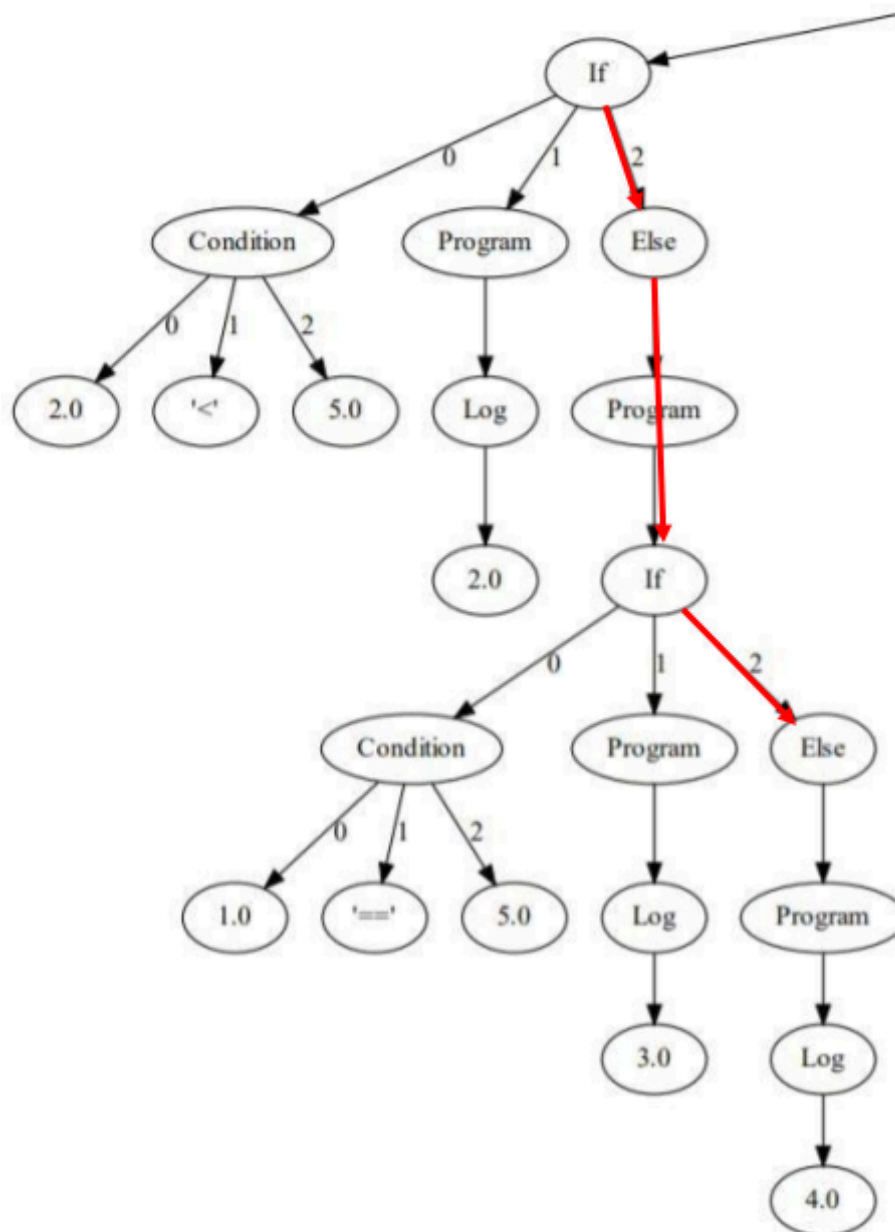 If
0 1 2
Condition Program Else
0 1 2
2.0 '<' 5.0 Log Program
2.0 If
0 1 2
Condition Program Else
0 1 2
1.0 '==' 5.0 Log Program
3.0 Log
4.0